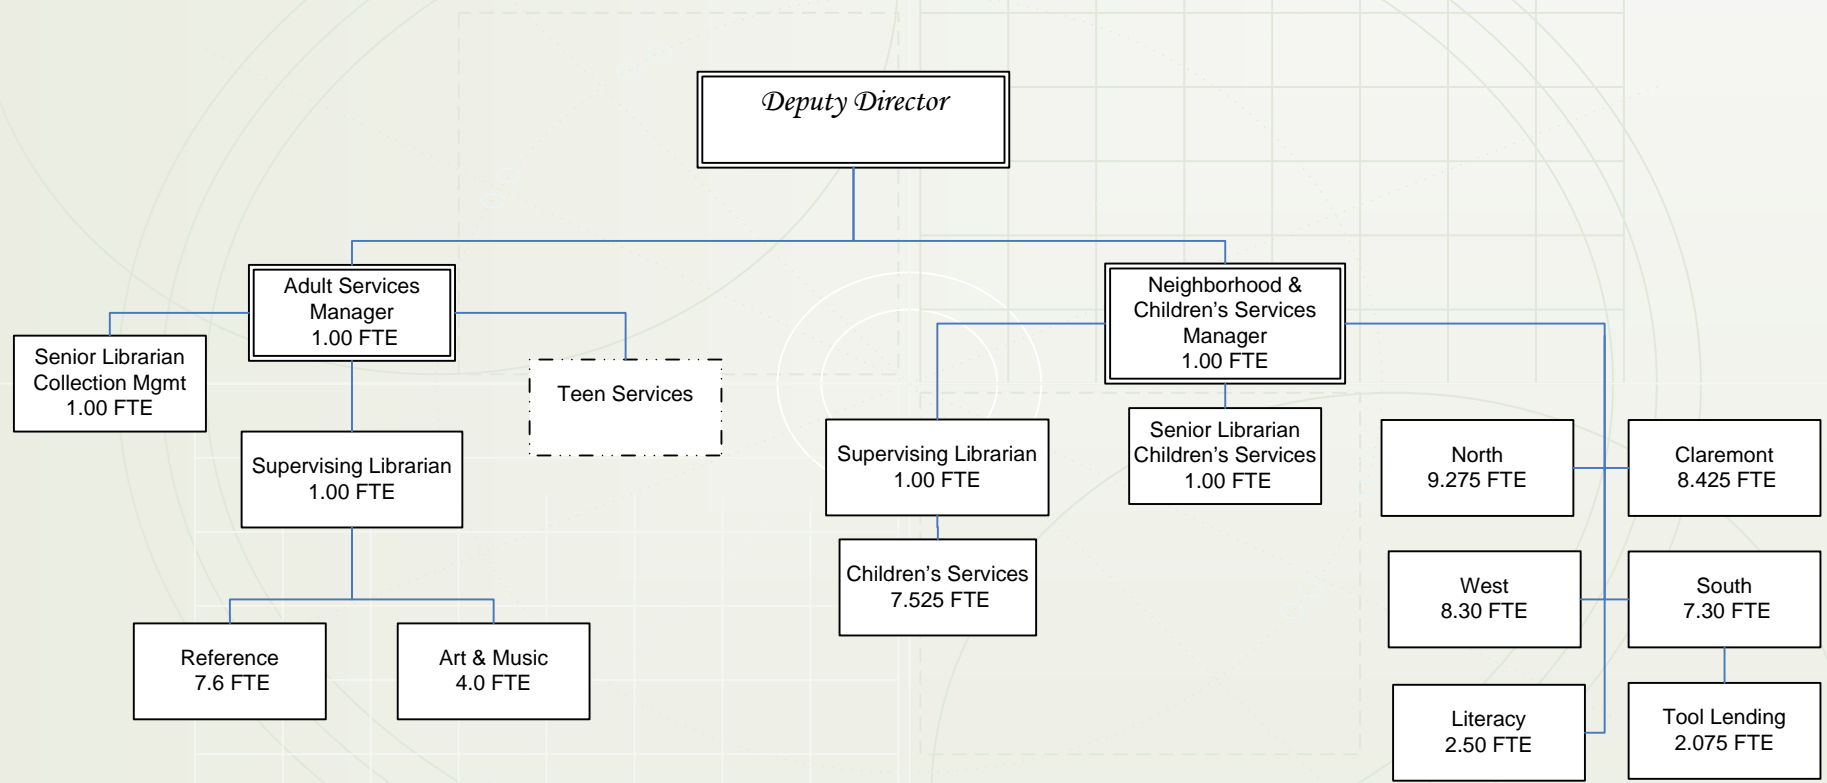 Deputy Director
Adult Services
Manager
1.00 FTE
Neighborhood &
Children's Services
Manager
1.00 FTE
Senior Librarian
Collection Mgmt
1.00 FTE
Teen Services
Supervising Librarian
1.00 FTE
Reference
7.6 FTE
Art & Music
4.0 FTE
Supervising Librarian
1.00 FTE
Senior Librarian
Children's Services
1.00 FTE
Children's Services
7.525 FTE
North
9.275 FTE
Claremont
8.425 FTE
West
8.30 FTE
South
7.30 FTE
Literacy
2.50 FTE
Tool Lending
2.075 FTE